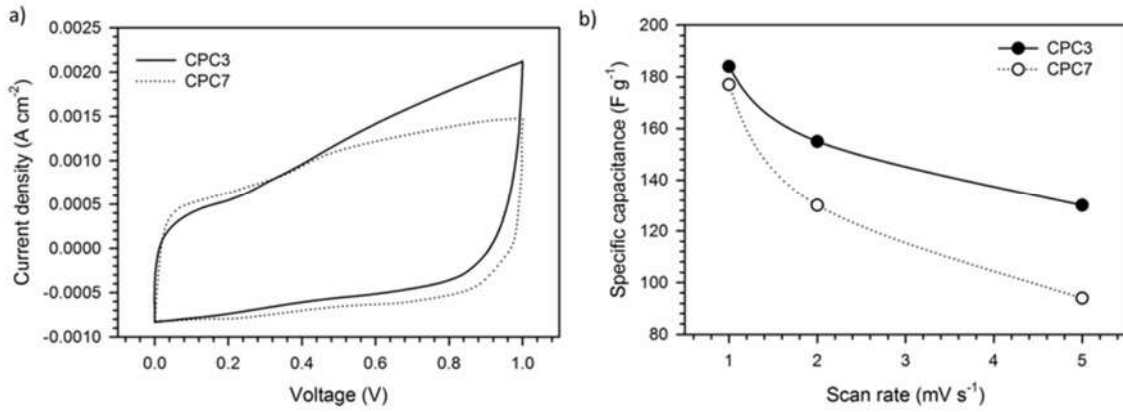 a)
Current density (A cm⁻²)
0.0025
0.0020
0.0015
0.0010
0.0005
0.0000
-0.0005
-0.0010
CPC3
CPC7
0.0 0.2 0.4 0.6 0.8 1.0
Voltage (V)
b)
Specific capacitance (F g⁻¹)
200
180
160
140
120
100
80
CPC3
CPC7
1 2 3 4 5
Scan rate (mV s⁻¹)